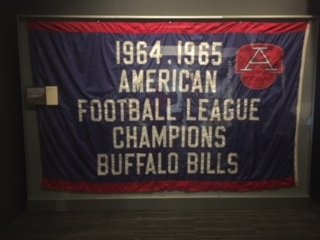 1964.1965
AMERICAN
FOOTBALL LEAGUE
CHAMPIONS
BUFFALO BILLS
A